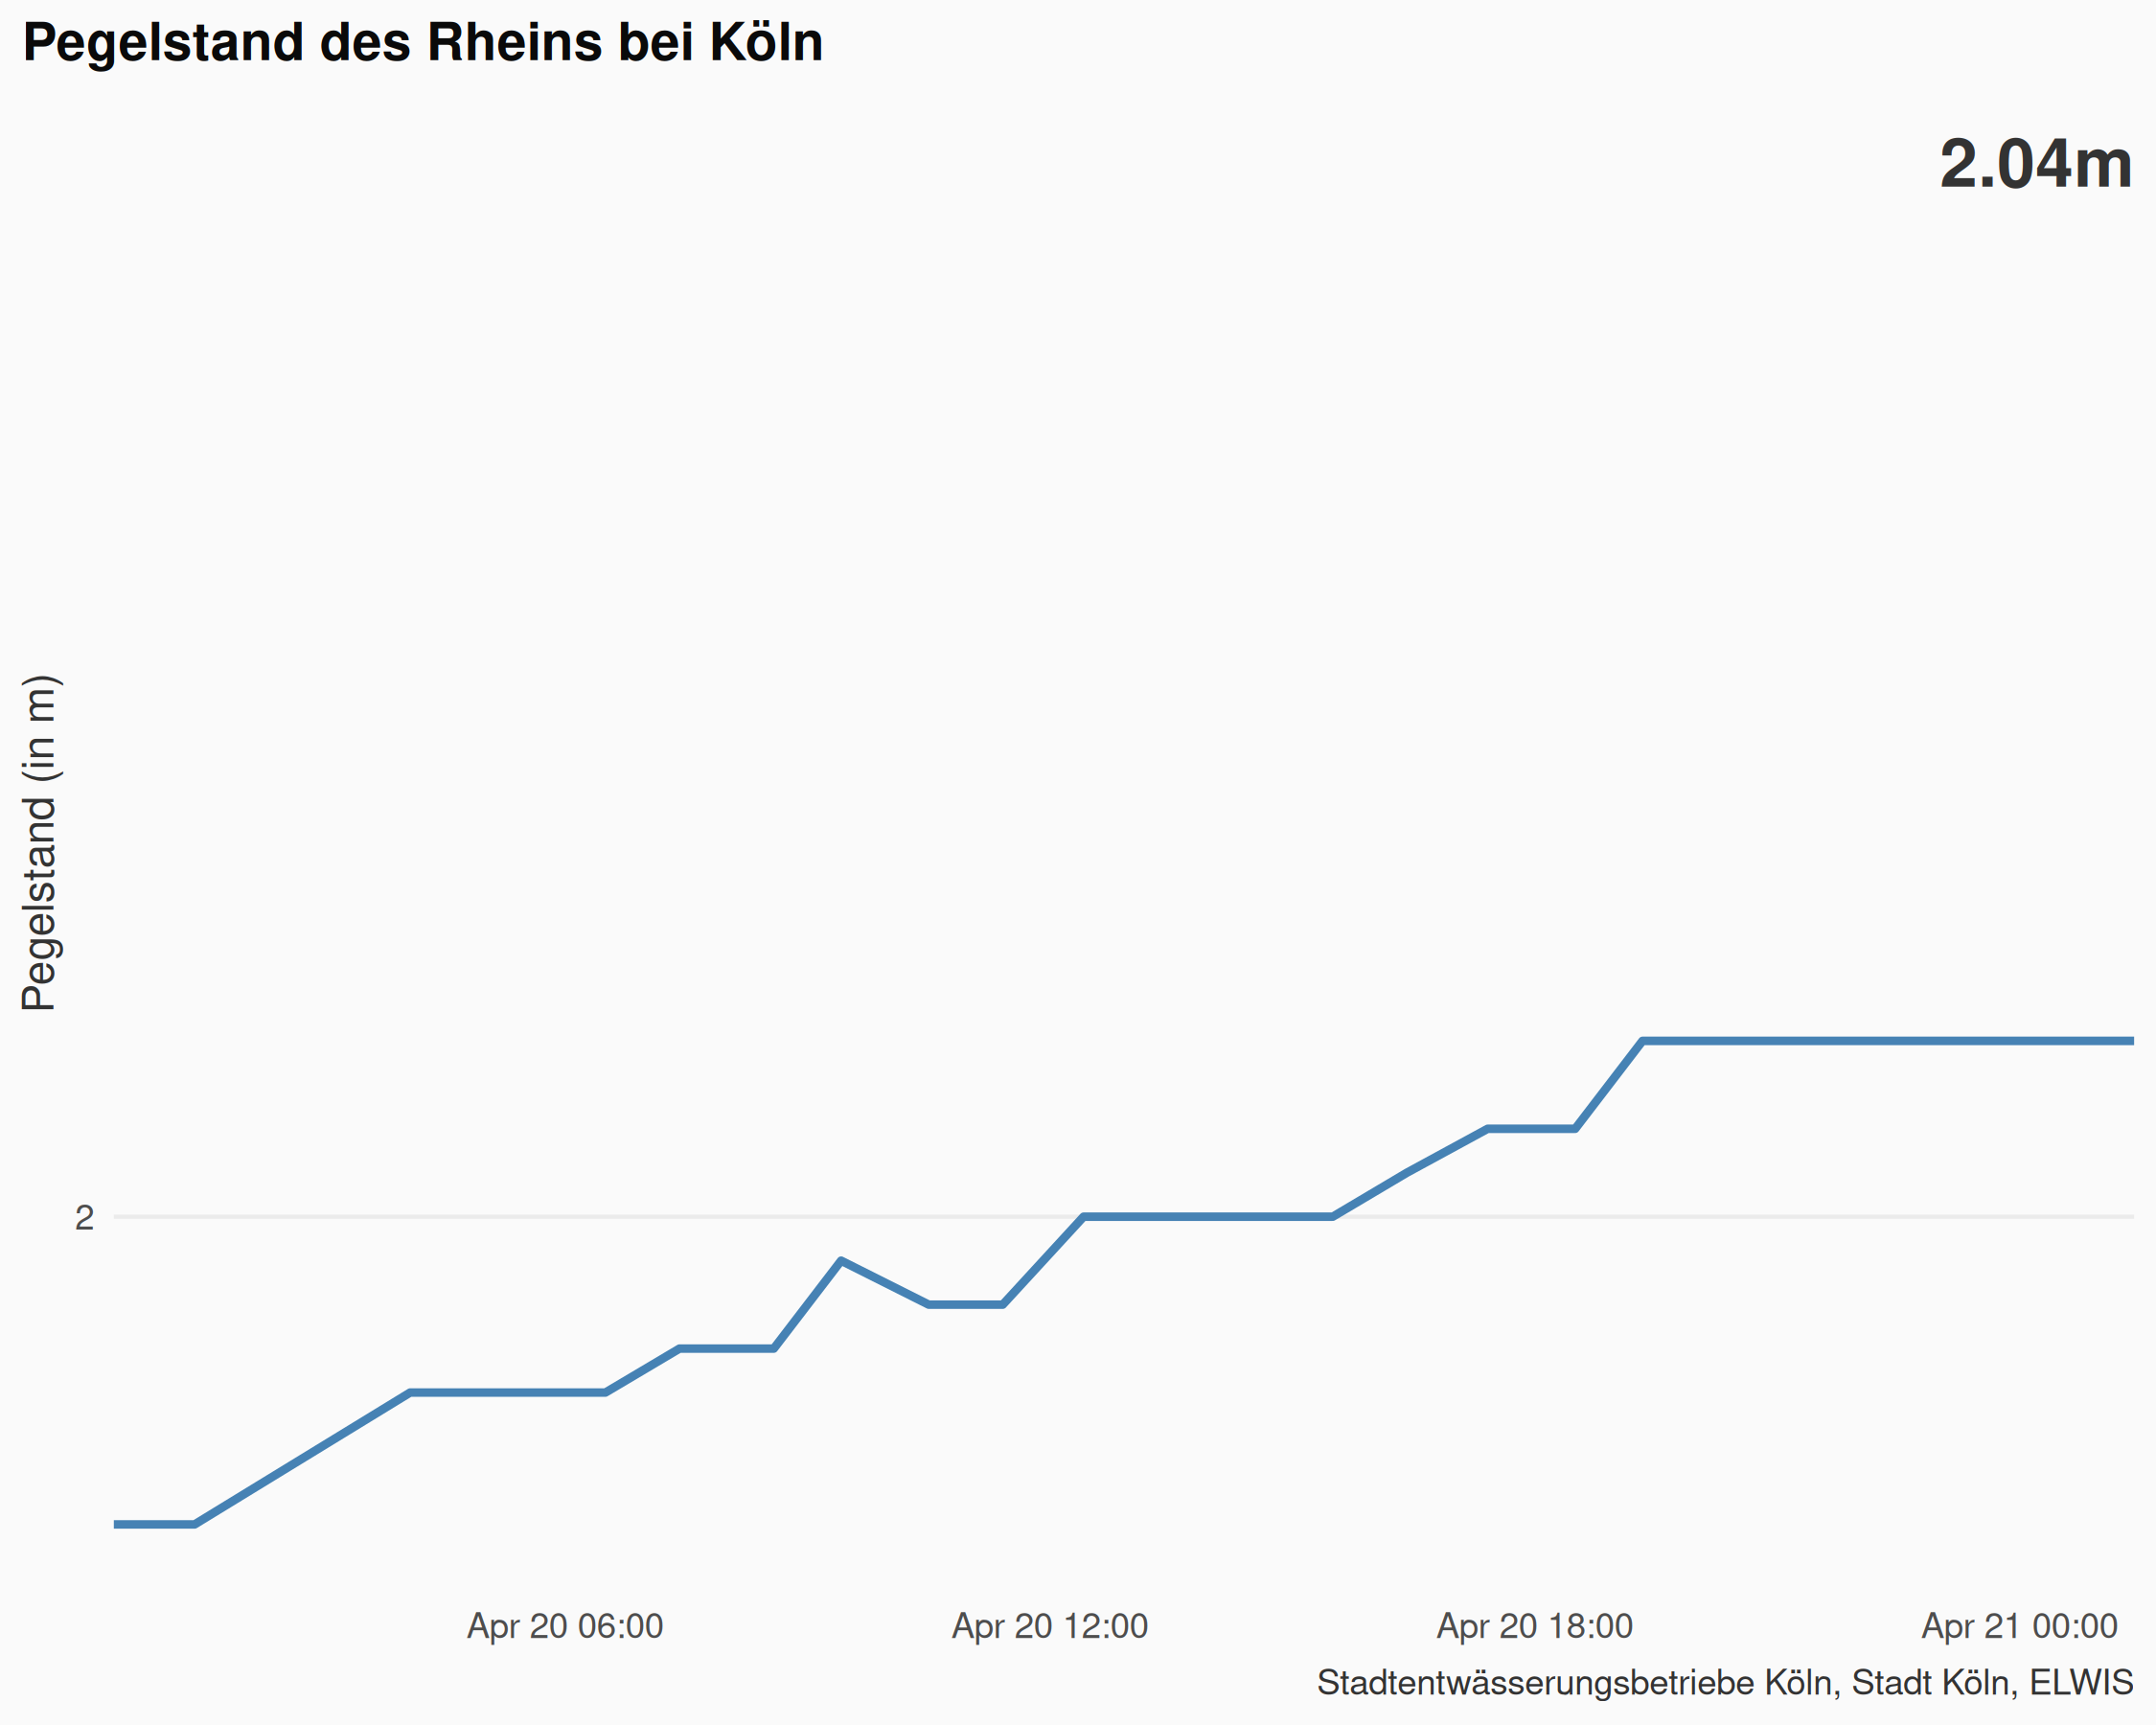 Pegelstand des Rheins bei Köln
2.04m
Pegelstand (in m)
2
Apr 20 06:00
Apr 20 12:00
Apr 20 18:00
Apr 21 00:00
Stadtentwässerungsbetriebe Köln, Stadt Köln, ELWIS